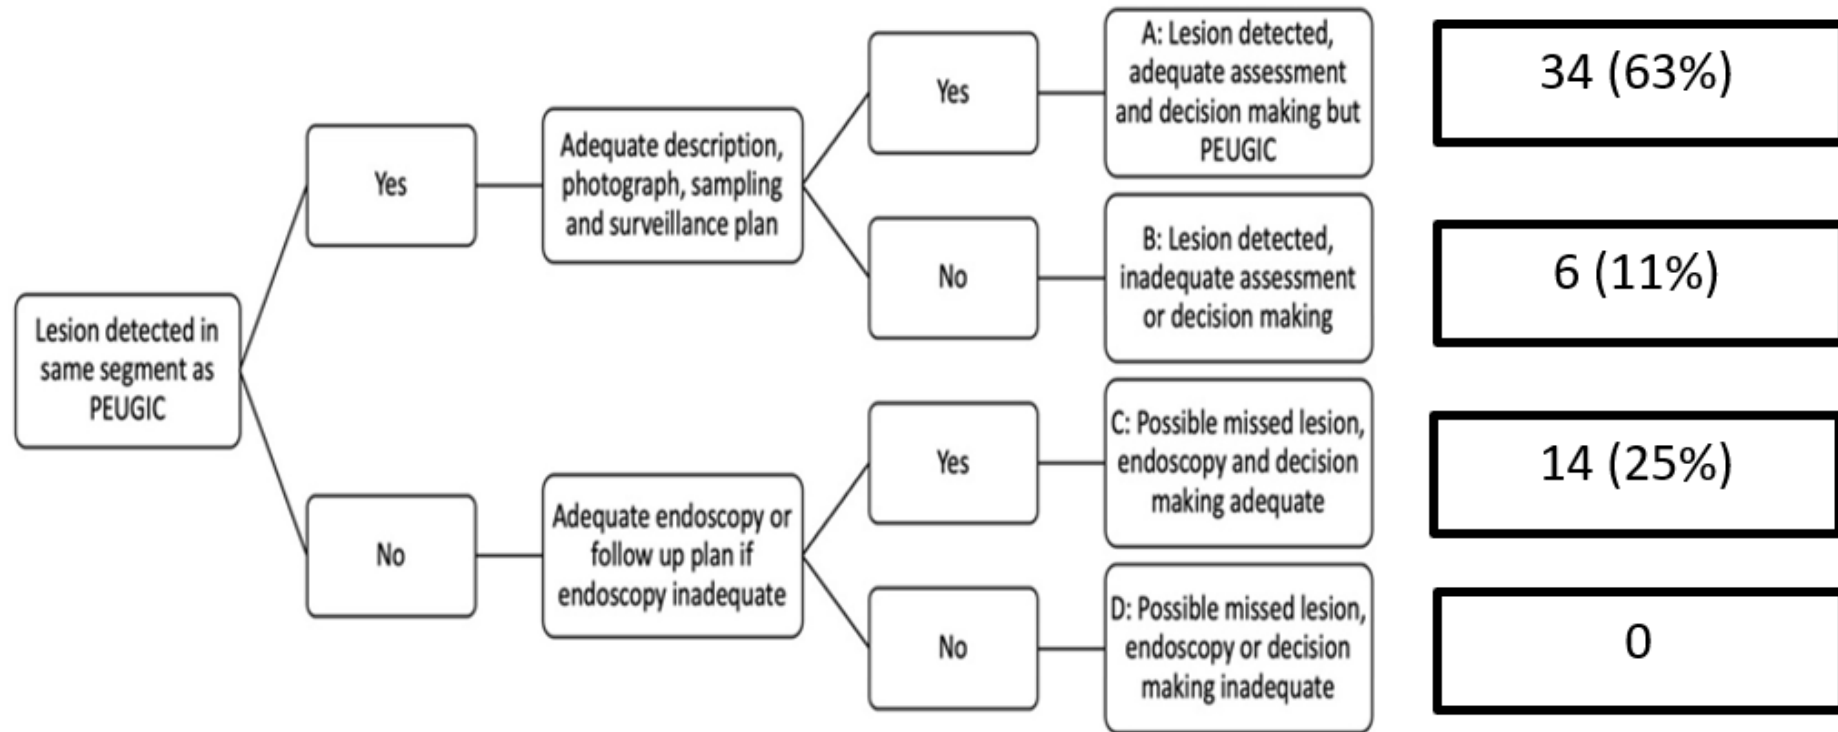 Lesion detected in
same segment as
PEUGIC
Yes
Adequate description,
photograph, sampling
and surveillance plan
Yes
A: Lesion detected,
adequate assessment
and decision making but
PEUGIC
34 (63%)
No
B: Lesion detected,
inadequate assessment
or decision making
6 (11%)
No
Adequate endoscopy or
follow up plan if
endoscopy inadequate
Yes
C: Possible missed lesion,
endoscopy and decision
making adequate
14 (25%)
No
D: Possible missed lesion,
endoscopy or decision
making inadequate
0